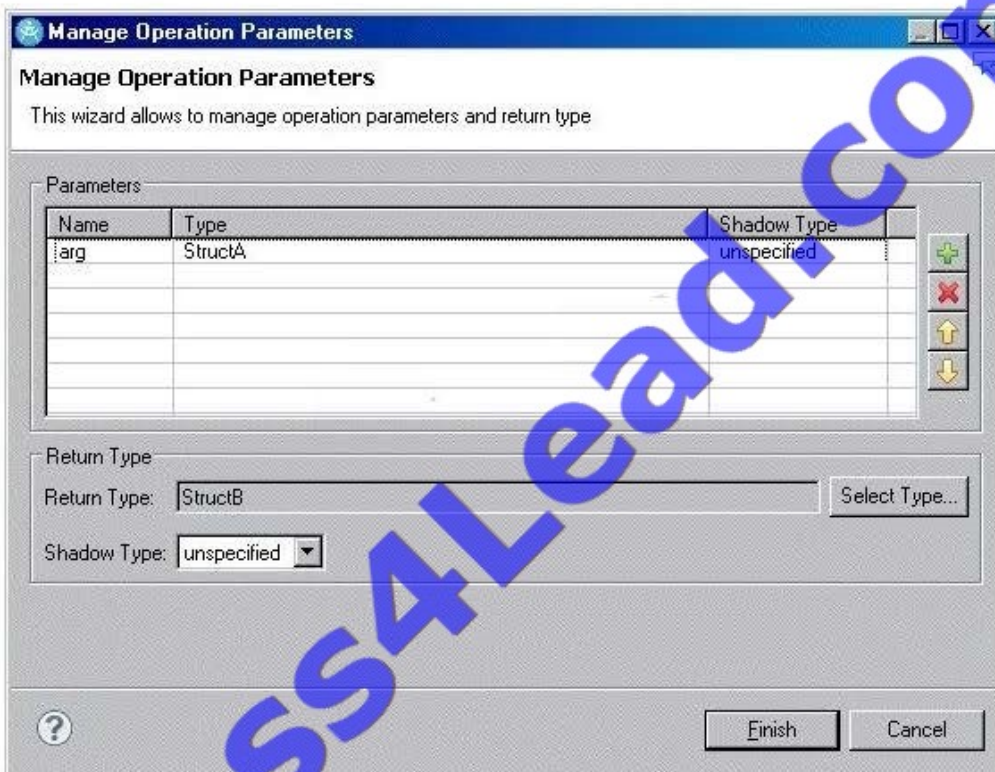 Manage Operation Parameters
Manage Operation Parameters
This wizard allows to manage operation parameters and return type
Parameters
Name Type Shadow Type
arg StructA unspecified
Return Type
Return Type: StructB Select Type...
Shadow Type: unspecified
? Finish Cancel
ss4Lead.com